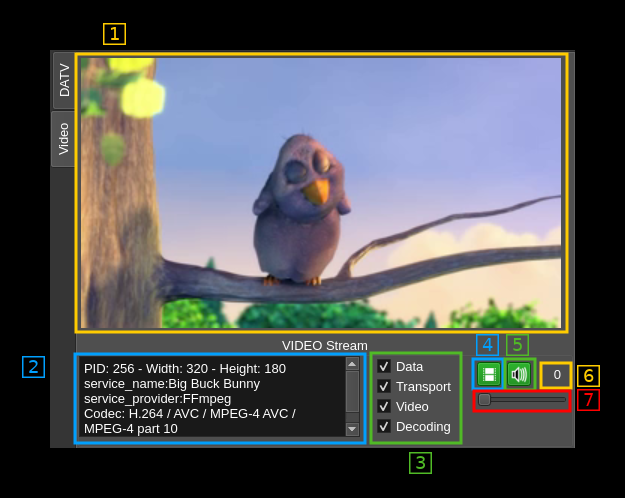 1
DATV
Video
VIDEO Stream
2
PID: 256 - Width: 320 - Height: 180
service_name:Big Buck Bunny
service_provider:FFmpeg
Codec: H.264 / AVC / MPEG-4 AVC /
MPEG-4 part 10
Data
Transport
Video
Decoding
3
4
5
0
6
7